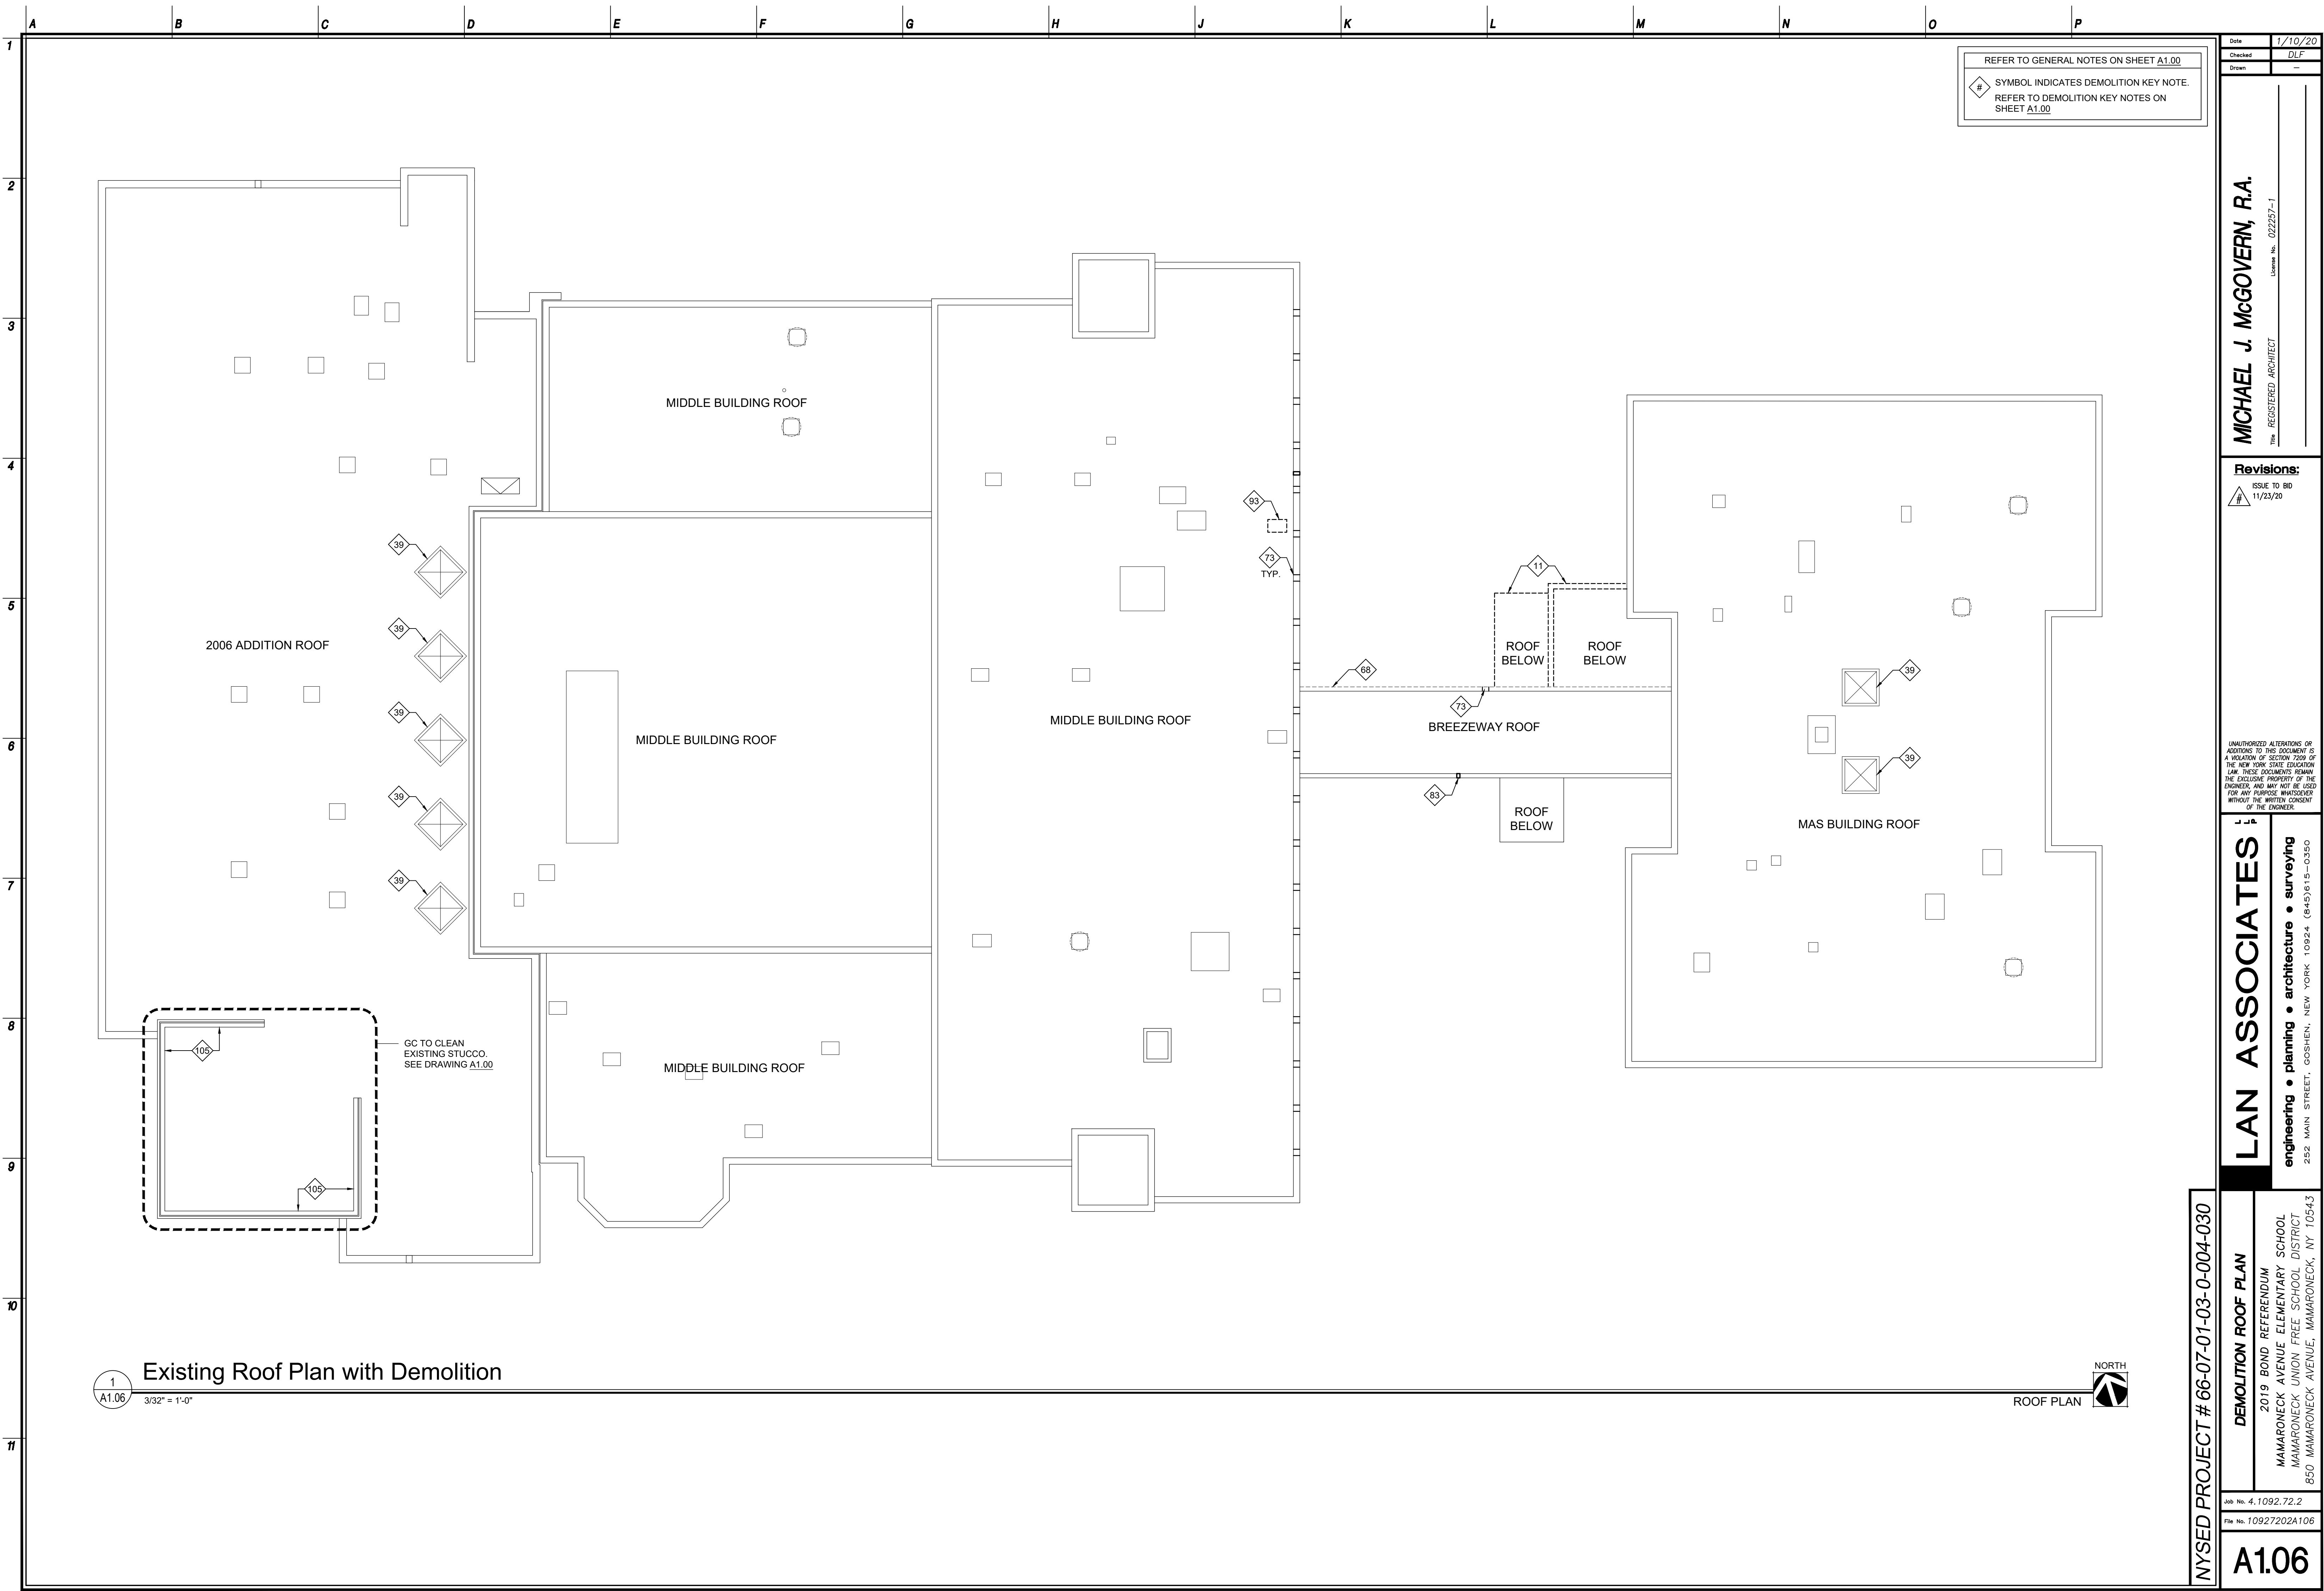 A B C D E F G H J K L M N O P
1
2
3
4
5
6
7
8
9
10
11
REFER TO GENERAL NOTES ON SHEET A1.00
# SYMBOL INDICATES DEMOLITION KEY NOTE.
REFER TO DEMOLITION KEY NOTES ON
SHEET A1.00
MIDDLE BUILDING ROOF
93
73
TYP.
39
39
39
39
39
2006 ADDITION ROOF
MIDDLE BUILDING ROOF
MIDDLE BUILDING ROOF
11
ROOF
BELOW
ROOF
BELOW
68
73
BREEZEWAY ROOF
83
ROOF
BELOW
39
39
MAS BUILDING ROOF
105
GC TO CLEAN
EXISTING STUCCO.
SEE DRAWING A1.00
105
MIDDLE BUILDING ROOF
1
A1.06
Existing Roof Plan with Demolition
3/32" = 1'-0"
NORTH
ROOF PLAN
NYSED PROJECT # 66-07-01-03-0-004-030
Date 1/10/20
Checked DLF
Drawn –
MICHAEL J. McGOVERN, R.A.
Title REGISTERED ARCHITECT License No. 022257-1
Revisions:
# ISSUE TO BID
11/23/20
UNAUTHORIZED ALTERATIONS OR
ADDITIONS TO THIS DOCUMENT IS
A VIOLATION OF SECTION 7209 OF
THE NEW YORK STATE EDUCATION
LAW. THESE DOCUMENTS REMAIN
THE EXCLUSIVE PROPERTY OF THE
ENGINEER, AND MAY NOT BE USED
FOR ANY PURPOSE WHATSOEVER
WITHOUT THE WRITTEN CONSENT
OF THE ENGINEER.
LAN ASSOCIATES LLP
engineering ● planning ● architecture ● surveying
252 MAIN STREET, GOSHEN, NEW YORK 10924 (845)615-0350
DEMOLITION ROOF PLAN
2019 BOND REFERENDUM
MAMARONECK AVENUE ELEMENTARY SCHOOL
MAMARONECK UNION FREE SCHOOL DISTRICT
850 MAMARONECK AVENUE, MAMARONECK, NY 10543
Job No. 4.1092.72.2
File No. 10927202A106
A1.06